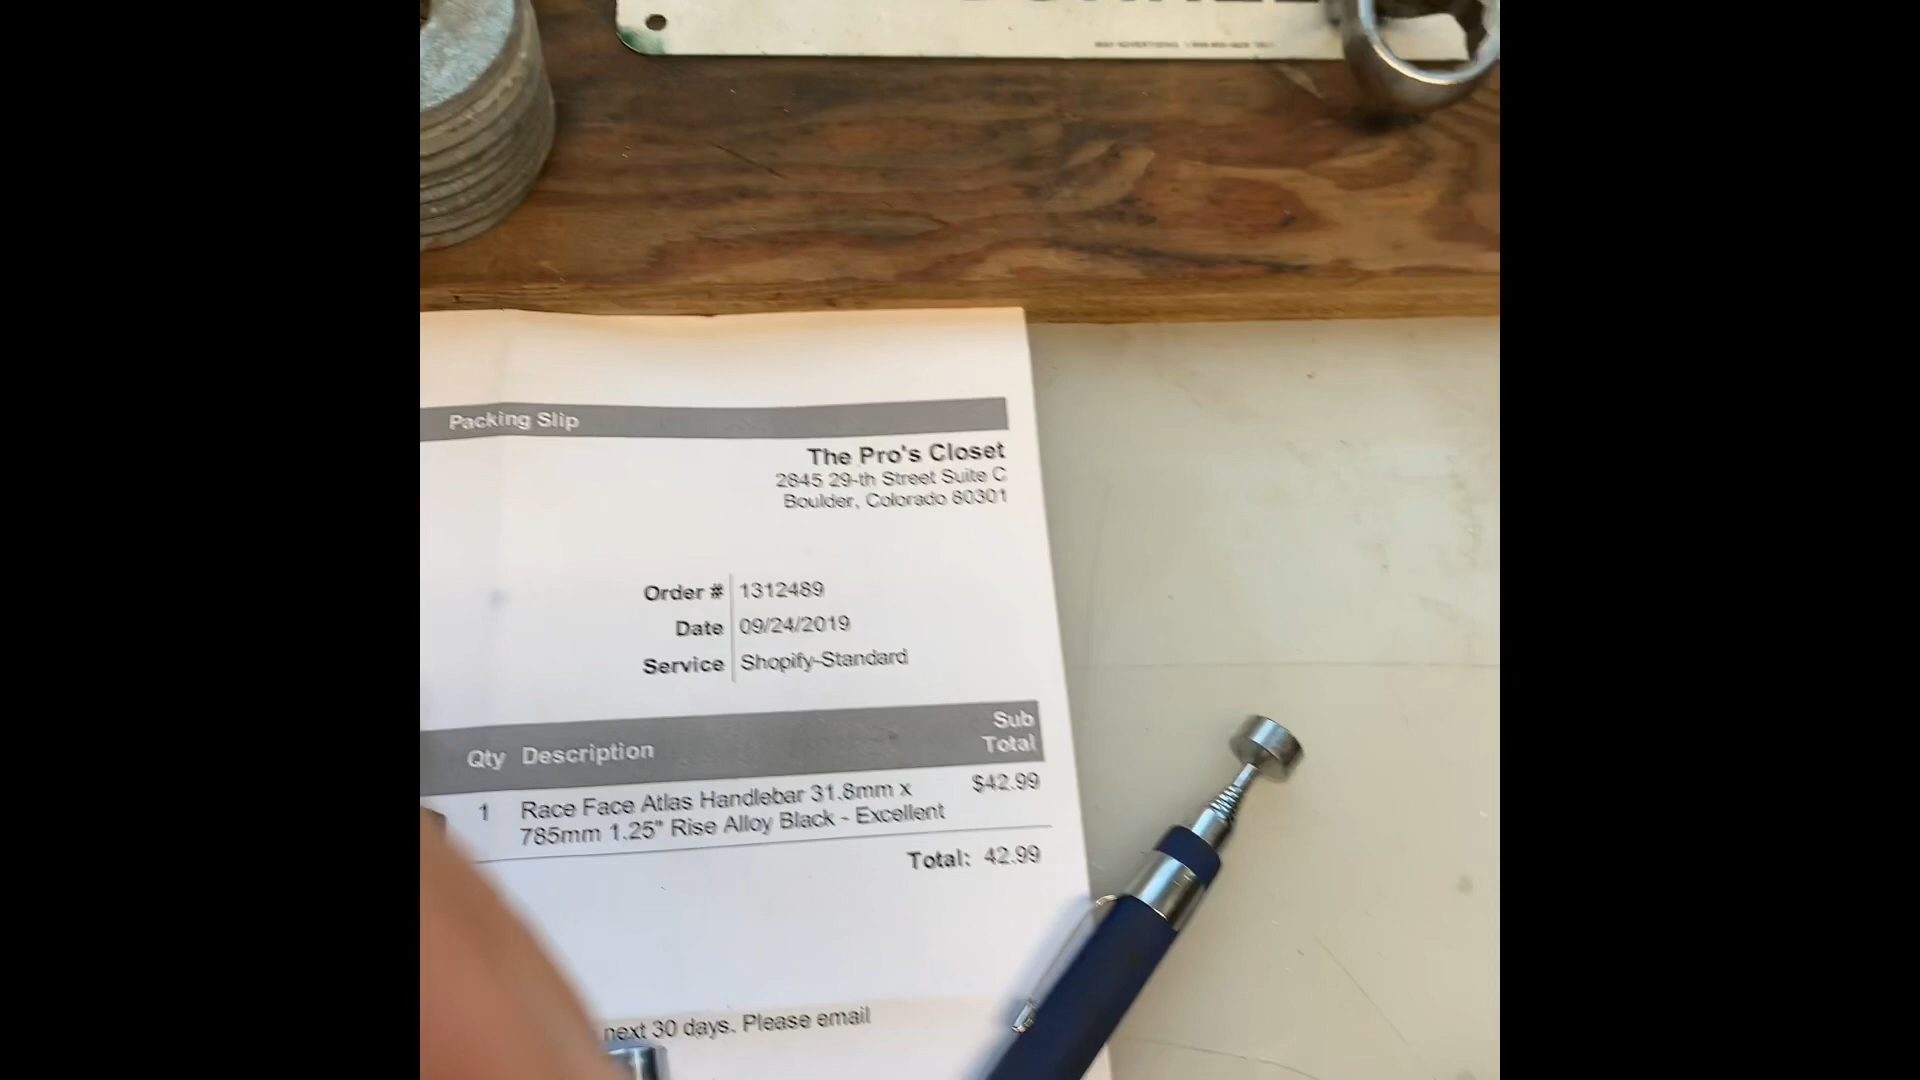 Packing Slip
The Pro's Closet
2845 29-th Street Suite C
Boulder, Colorado 80301
Order # 1312489
Date 09/24/2019
Service Shopify-Standard
Qty Description Sub Total
1 Race Face Atlas Handlebar 31.8mm x $42.99
785mm 1.25" Rise Alloy Black - Excellent
Total: 42.99
next 30 days. Please email